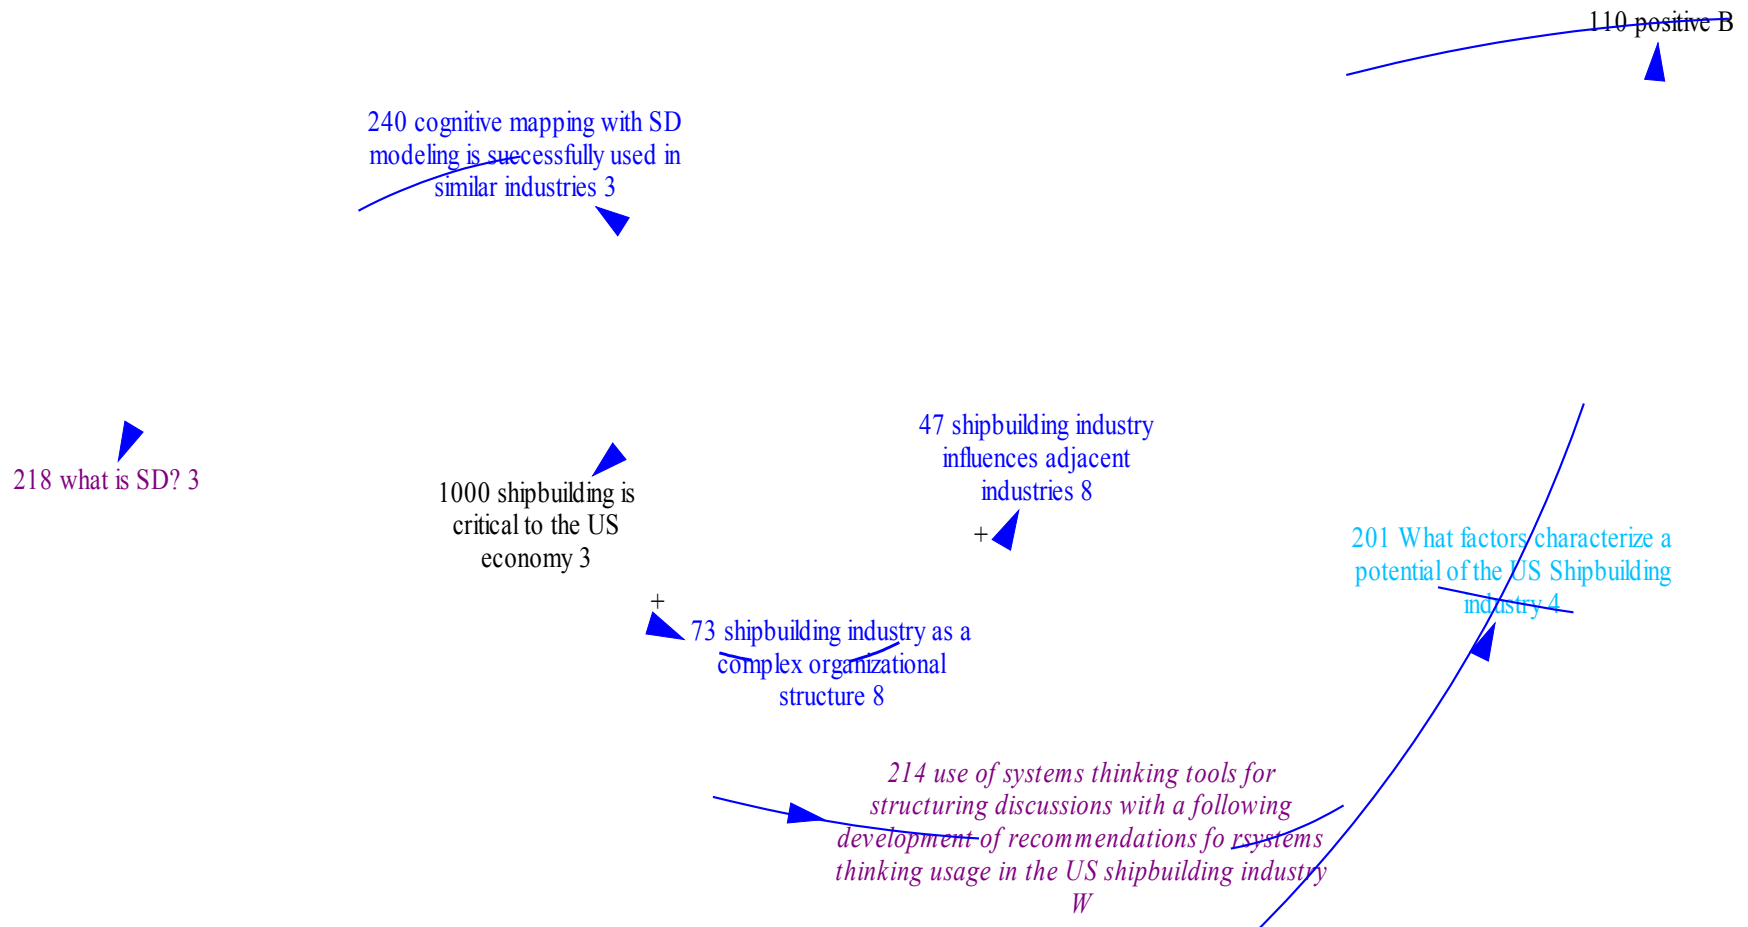 110 positive B
240 cognitive mapping with SD
modeling is successfully used in
similar industries 3
47 shipbuilding industry
influences adjacent
industries 8
218 what is SD? 3
1000 shipbuilding is
critical to the US
economy 3
+
201 What factors characterize a
potential of the US Shipbuilding
industry 4
+
73 shipbuilding industry as a
complex organizational
structure 8
214 use of systems thinking tools for
structuring discussions with a following
development of recommendations fo rsystems
thinking usage in the US shipbuilding industry
W